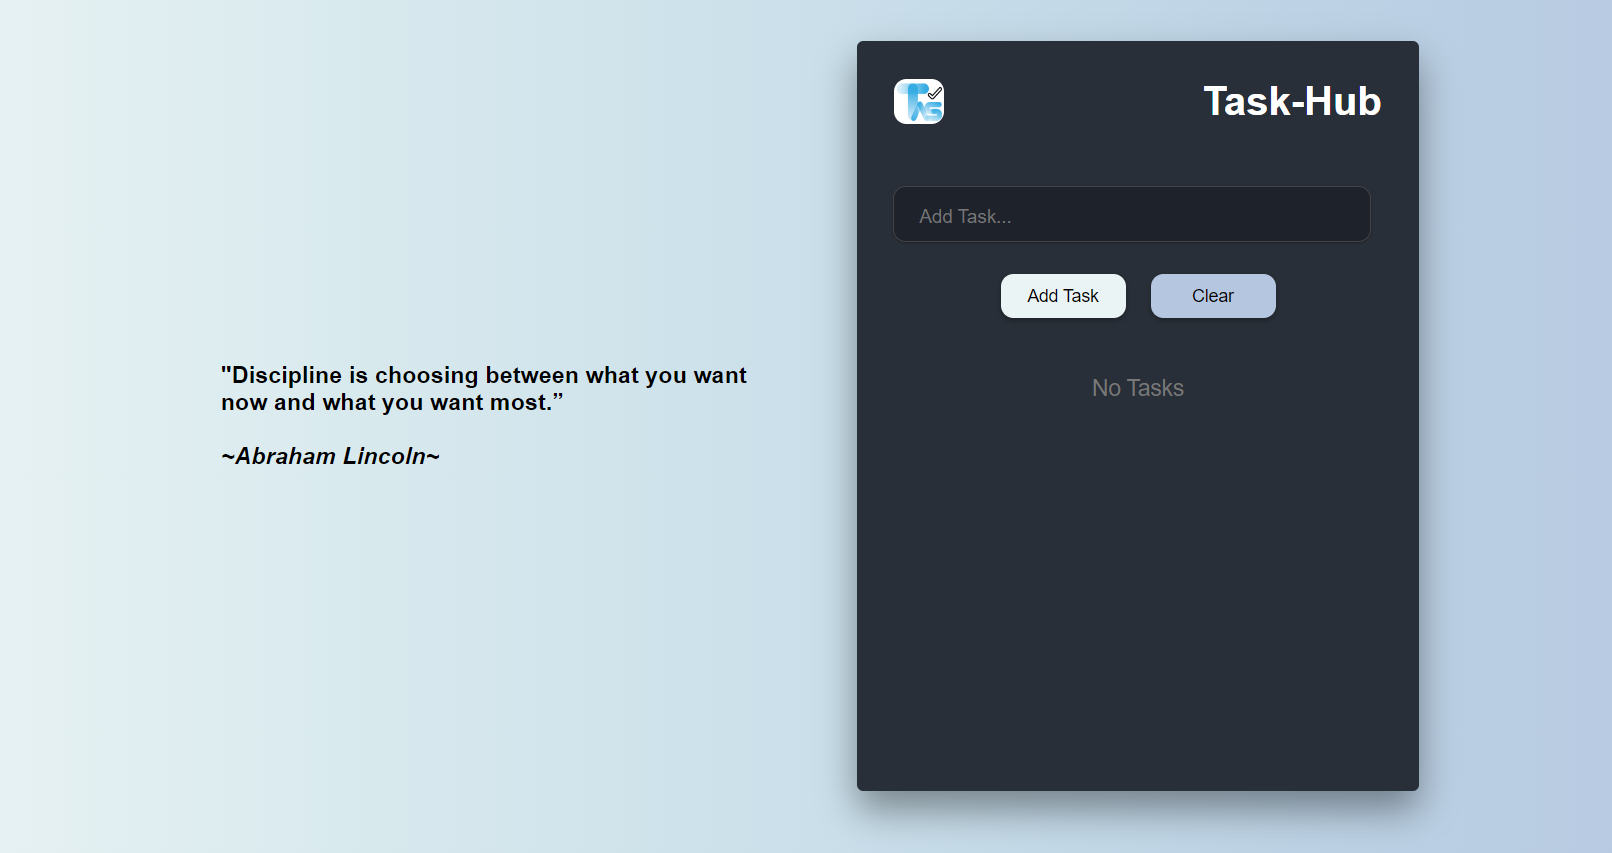 Task-Hub
Add Task...
Add Task
Clear
No Tasks
"Discipline is choosing between what you want
now and what you want most.”
~Abraham Lincoln~